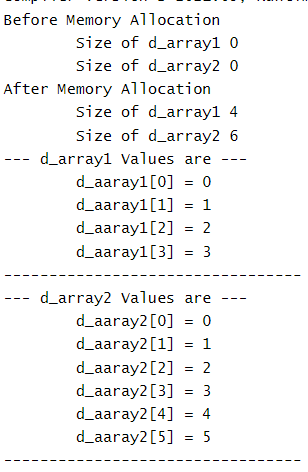 Before Memory Allocation
Size of d_array1 0
Size of d_array2 0
After Memory Allocation
Size of d_array1 4
Size of d_array2 6
--- d_array1 Values are ---
d_aaray1[0] = 0
d_aaray1[1] = 1
d_aaray1[2] = 2
d_aaray1[3] = 3
---------------------------------
--- d_array2 Values are ---
d_aaray2[0] = 0
d_aaray2[1] = 1
d_aaray2[2] = 2
d_aaray2[3] = 3
d_aaray2[4] = 4
d_aaray2[5] = 5
---------------------------------